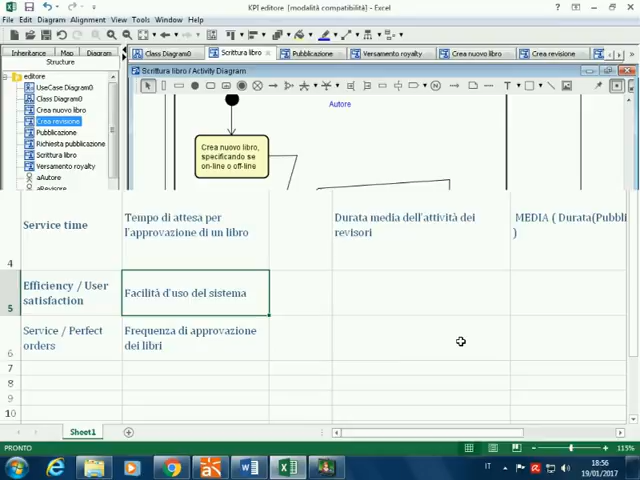 KPI editore [modalità compatibilità] - Excel
File
Edit
Diagram
Alignment
View
Tools
Window
Help
Inheritance
Map
Diagram
Structure
editore
UseCase Diagram0
Class Diagram0
Crea nuovo libro
Crea revisione
Pubblicazione
Richiesta pubblicazione
Scrittura libro
Versamento royalty
aAutore
aRevisore
Class Diagram0
Scrittura libro
Pubblicazione
Versamento royalty
Crea nuovo libro
Crea revisione
Scrittura libro / Activity Diagram
Autore
Crea nuovo libro,
specificando se
on-line o off-line
4
Service time
Tempo di attesa per
l'approvazione di un libro
Durata media dell'attività dei
revisori
MEDIA ( Durata(Pubbli
)
5
Efficiency / User
satisfaction
Facilità d'uso del sistema
6
Service / Perfect
orders
Frequenza di approvazione
dei libri
7
8
9
10
Sheet1
PRONTO
115%
IT
18:56
19/01/2017